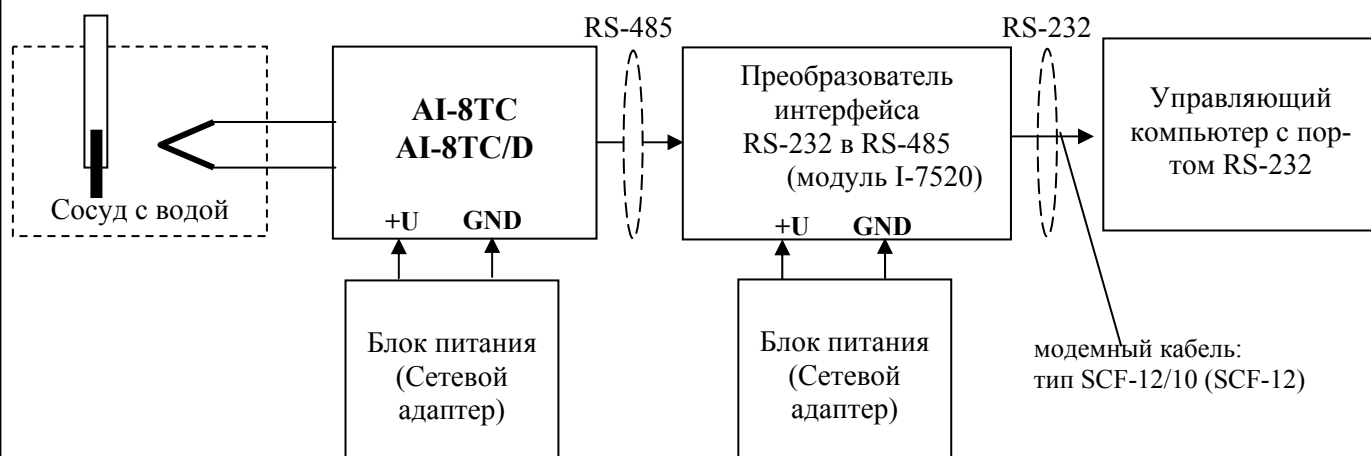 RS-485
RS-232
Сосуд с водой
AI-8TC
AI-8TC/D
+U GND
Преобразователь
интерфейса
RS-232 в RS-485
(модуль I-7520)
+U GND
Управляющий
компьютер с пор-
том RS-232
Блок питания
(Сетевой
адаптер)
Блок питания
(Сетевой
адаптер)
модемный кабель:
тип SCF-12/10 (SCF-12)